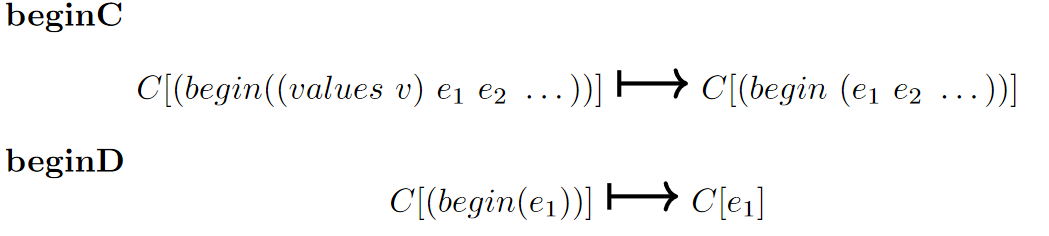 beginC
C[(begin((values v) e₁ e₂ …))] ⟼ C[(begin (e₁ e₂ …))]
beginD
C[(begin(e₁))] ⟼ C[e₁]